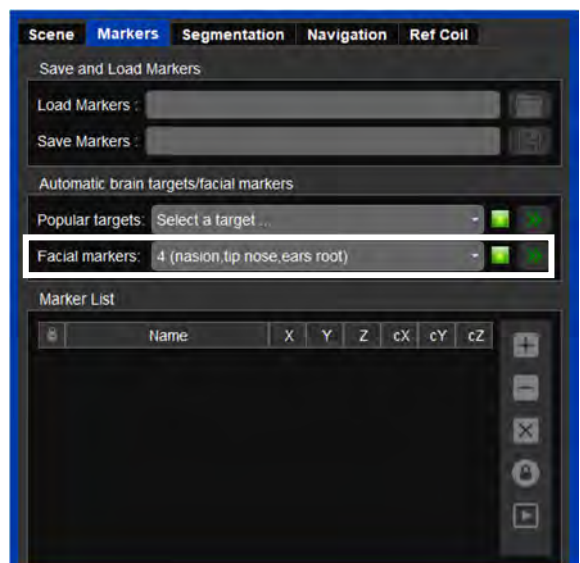 Scene Markers Segmentation Navigation Ref Coil
Save and Load Markers
Load Markers :
Save Markers :
Automatic brain targets/facial markers
Popular targets: Select a target ...
Facial markers: 4 (nasion,tip nose,ears root)
Marker List
Name X Y Z cX cY cZ